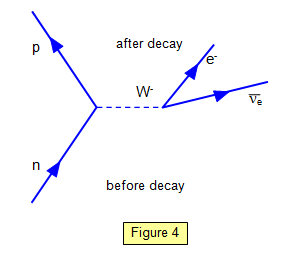 after decay
p
e⁻
W⁻
ν̅ₑ
n
before decay
Figure 4